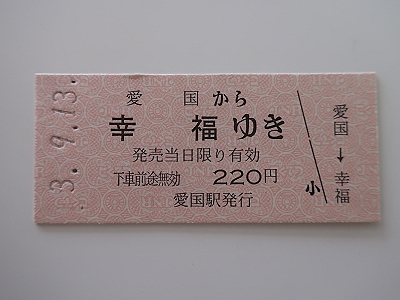 3.-9.13.
愛国から
幸福ゆき
発売当日限り有効
下車前途無効 220円
愛国駅発行
小
愛国
↓
幸福